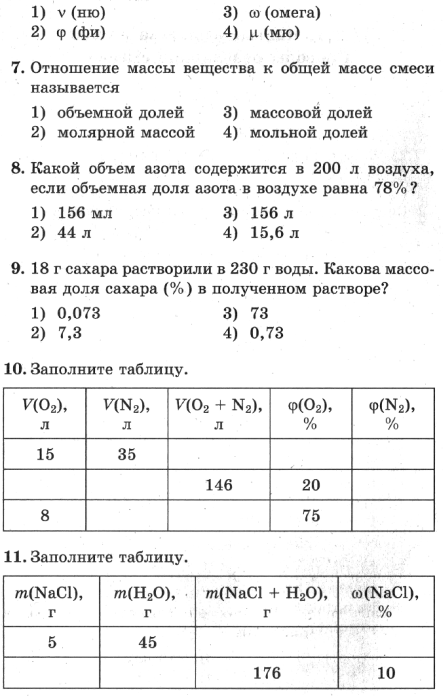 1) ν (ню) 3) ω (омега)
2) φ (фи) 4) μ (мю)
7. Отношение массы вещества к общей массе смеси
называется
1) объемной долей 3) массовой долей
2) молярной массой 4) мольной долей
8. Какой объем азота содержится в 200 л воздуха,
если объемная доля азота в воздухе равна 78%?
1) 156 мл 3) 156 л
2) 44 л 4) 15,6 л
9. 18 г сахара растворили в 230 г воды. Какова массо-
вая доля сахара (%) в полученном растворе?
1) 0,073 3) 73
2) 7,3 4) 0,73
10. Заполните таблицу.
V(O₂), V(N₂), V(O₂ + N₂), φ(O₂), φ(N₂),
л л л % %
15 35
146 20
8 75
11. Заполните таблицу.
m(NaCl), m(H₂O), m(NaCl + H₂O), ω(NaCl),
г г г %
5 45
176 10